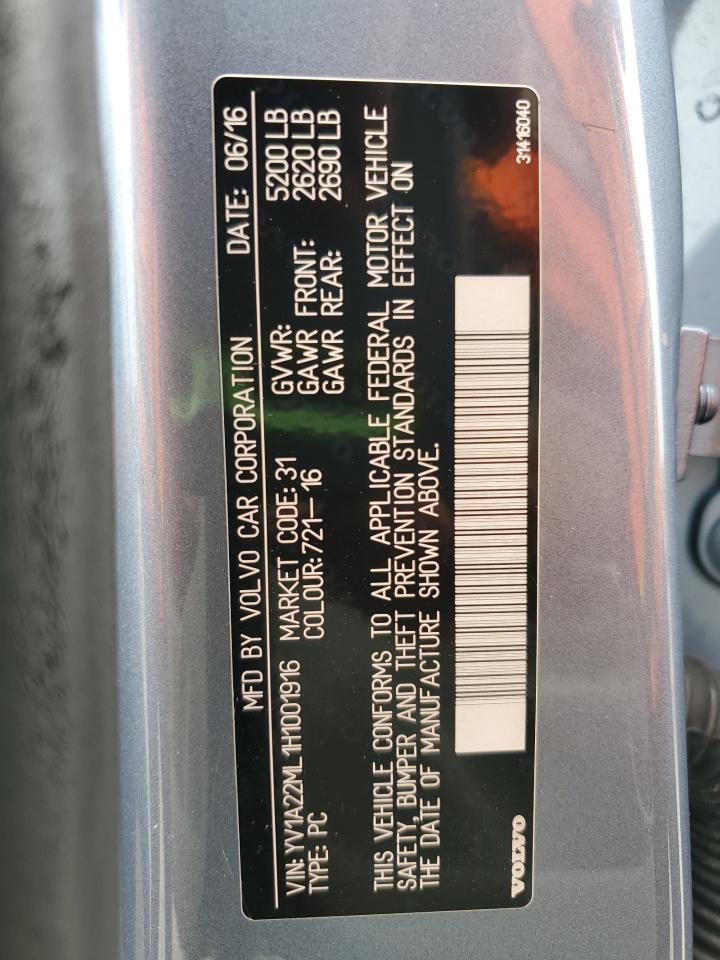 MFD BY VOLVO CAR CORPORATION DATE: 06/16
VIN: YV1A22ML1H1001916 MARKET CODE: 31 GVWR: 5200 LB
TYPE: PC COLOUR: 721-16 GAWR FRONT: 2620 LB
GAWR REAR: 2690 LB
THIS VEHICLE CONFORMS TO ALL APPLICABLE FEDERAL MOTOR VEHICLE
SAFETY, BUMPER AND THEFT PREVENTION STANDARDS IN EFFECT ON
THE DATE OF MANUFACTURE SHOWN ABOVE.
VOLVO 31416040